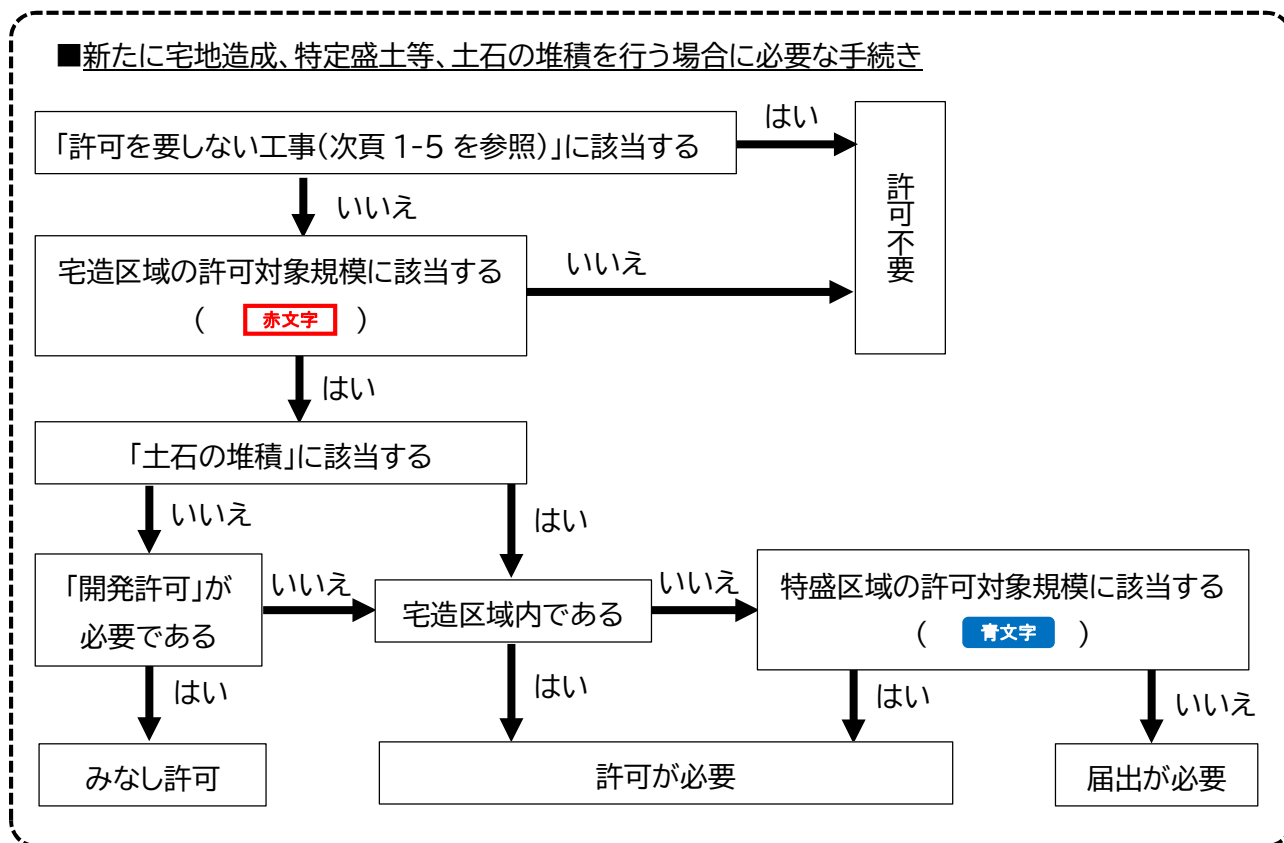 ■新たに宅地造成、特定盛土等、土石の堆積を行う場合に必要な手続き
「許可を要しない工事(次頁 1-5 を参照)」に該当する
はい
許可不要
いいえ
宅造区域の許可対象規模に該当する
( 赤文字 )
いいえ
はい
「土石の堆積」に該当する
いいえ
はい
「開発許可」が
必要である
いいえ
宅造区域内である
いいえ
特盛区域の許可対象規模に該当する
( 青文字 )
はい
はい
はい
いいえ
みなし許可
許可が必要
届出が必要